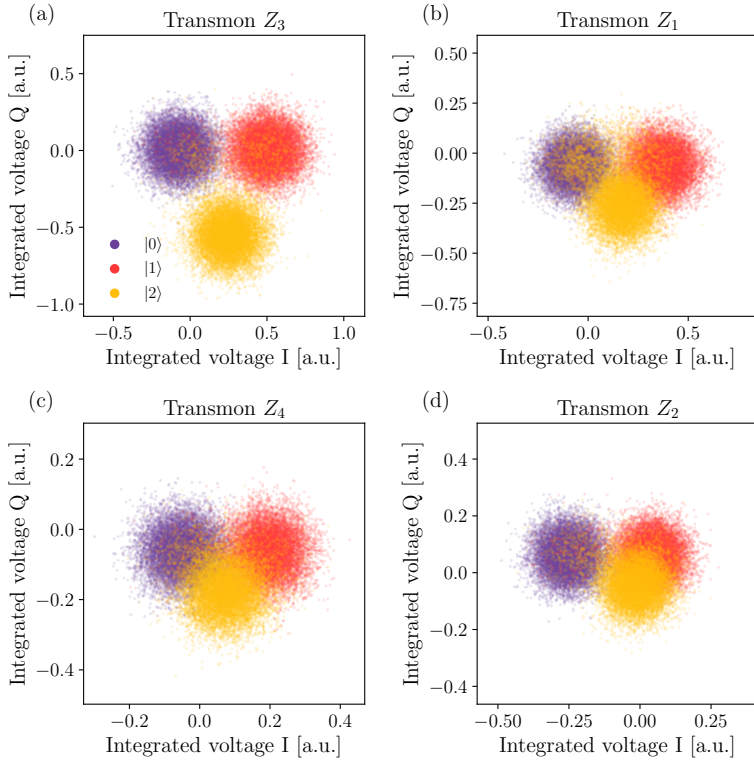 (a) Transmon Z3
Integrated voltage Q [a.u.]
0.5
0.0
−0.5
−1.0
|0⟩
|1⟩
|2⟩
−0.5 0.0 0.5 1.0
Integrated voltage I [a.u.]
(b) Transmon Z1
Integrated voltage Q [a.u.]
0.50
0.25
0.00
−0.25
−0.50
−0.75
−0.5 0.0 0.5
Integrated voltage I [a.u.]
(c) Transmon Z4
Integrated voltage Q [a.u.]
0.2
0.0
−0.2
−0.4
−0.2 0.0 0.2 0.4
Integrated voltage I [a.u.]
(d) Transmon Z2
Integrated voltage Q [a.u.]
0.4
0.2
0.0
−0.2
−0.4
−0.50 −0.25 0.00 0.25
Integrated voltage I [a.u.]